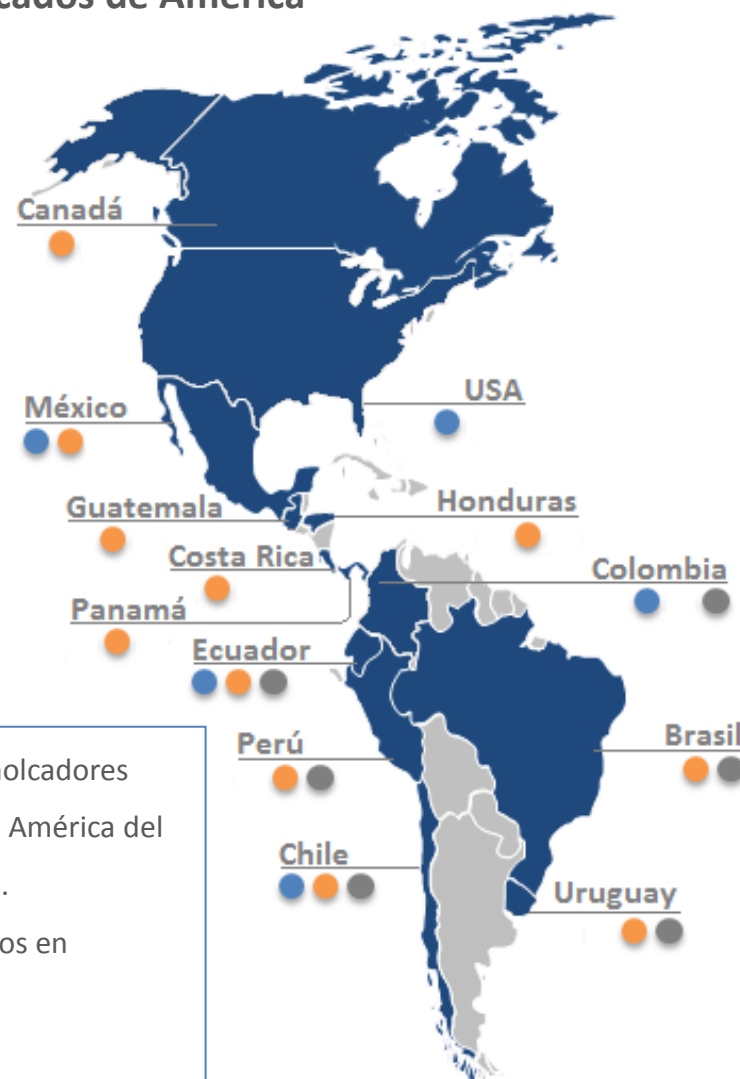 de América
Canadá
USA
México
Guatemala
Honduras
Costa Rica
Colombia
Panamá
Ecuador
Perú
Brasil
Chile
Uruguay
América del
.
os en